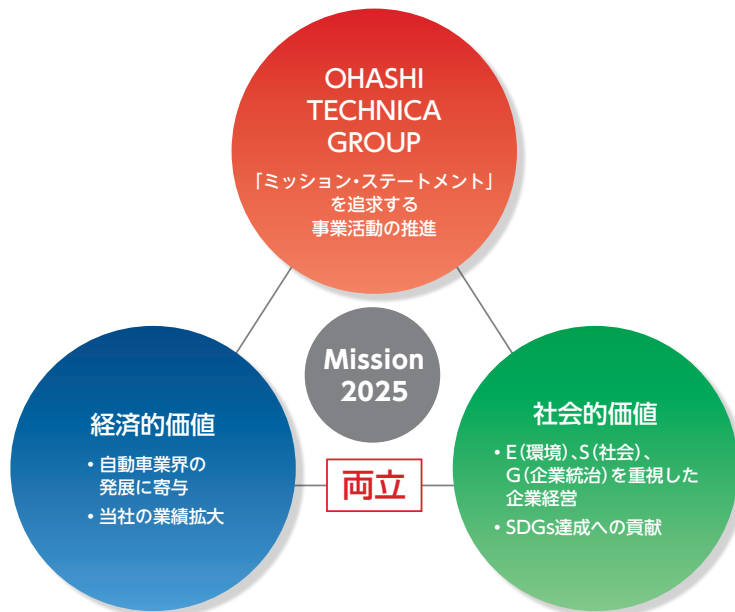 OHASHI
TECHNICA
GROUP
「ミッション・ステートメント」
を追求する
事業活動の推進
Mission
2025
経済的価値
・自動車業界の
発展に寄与
・当社の業績拡大
両立
社会的価値
・E（環境）、S（社会）、
G（企業統治）を重視した
企業経営
・SDGs達成への貢献